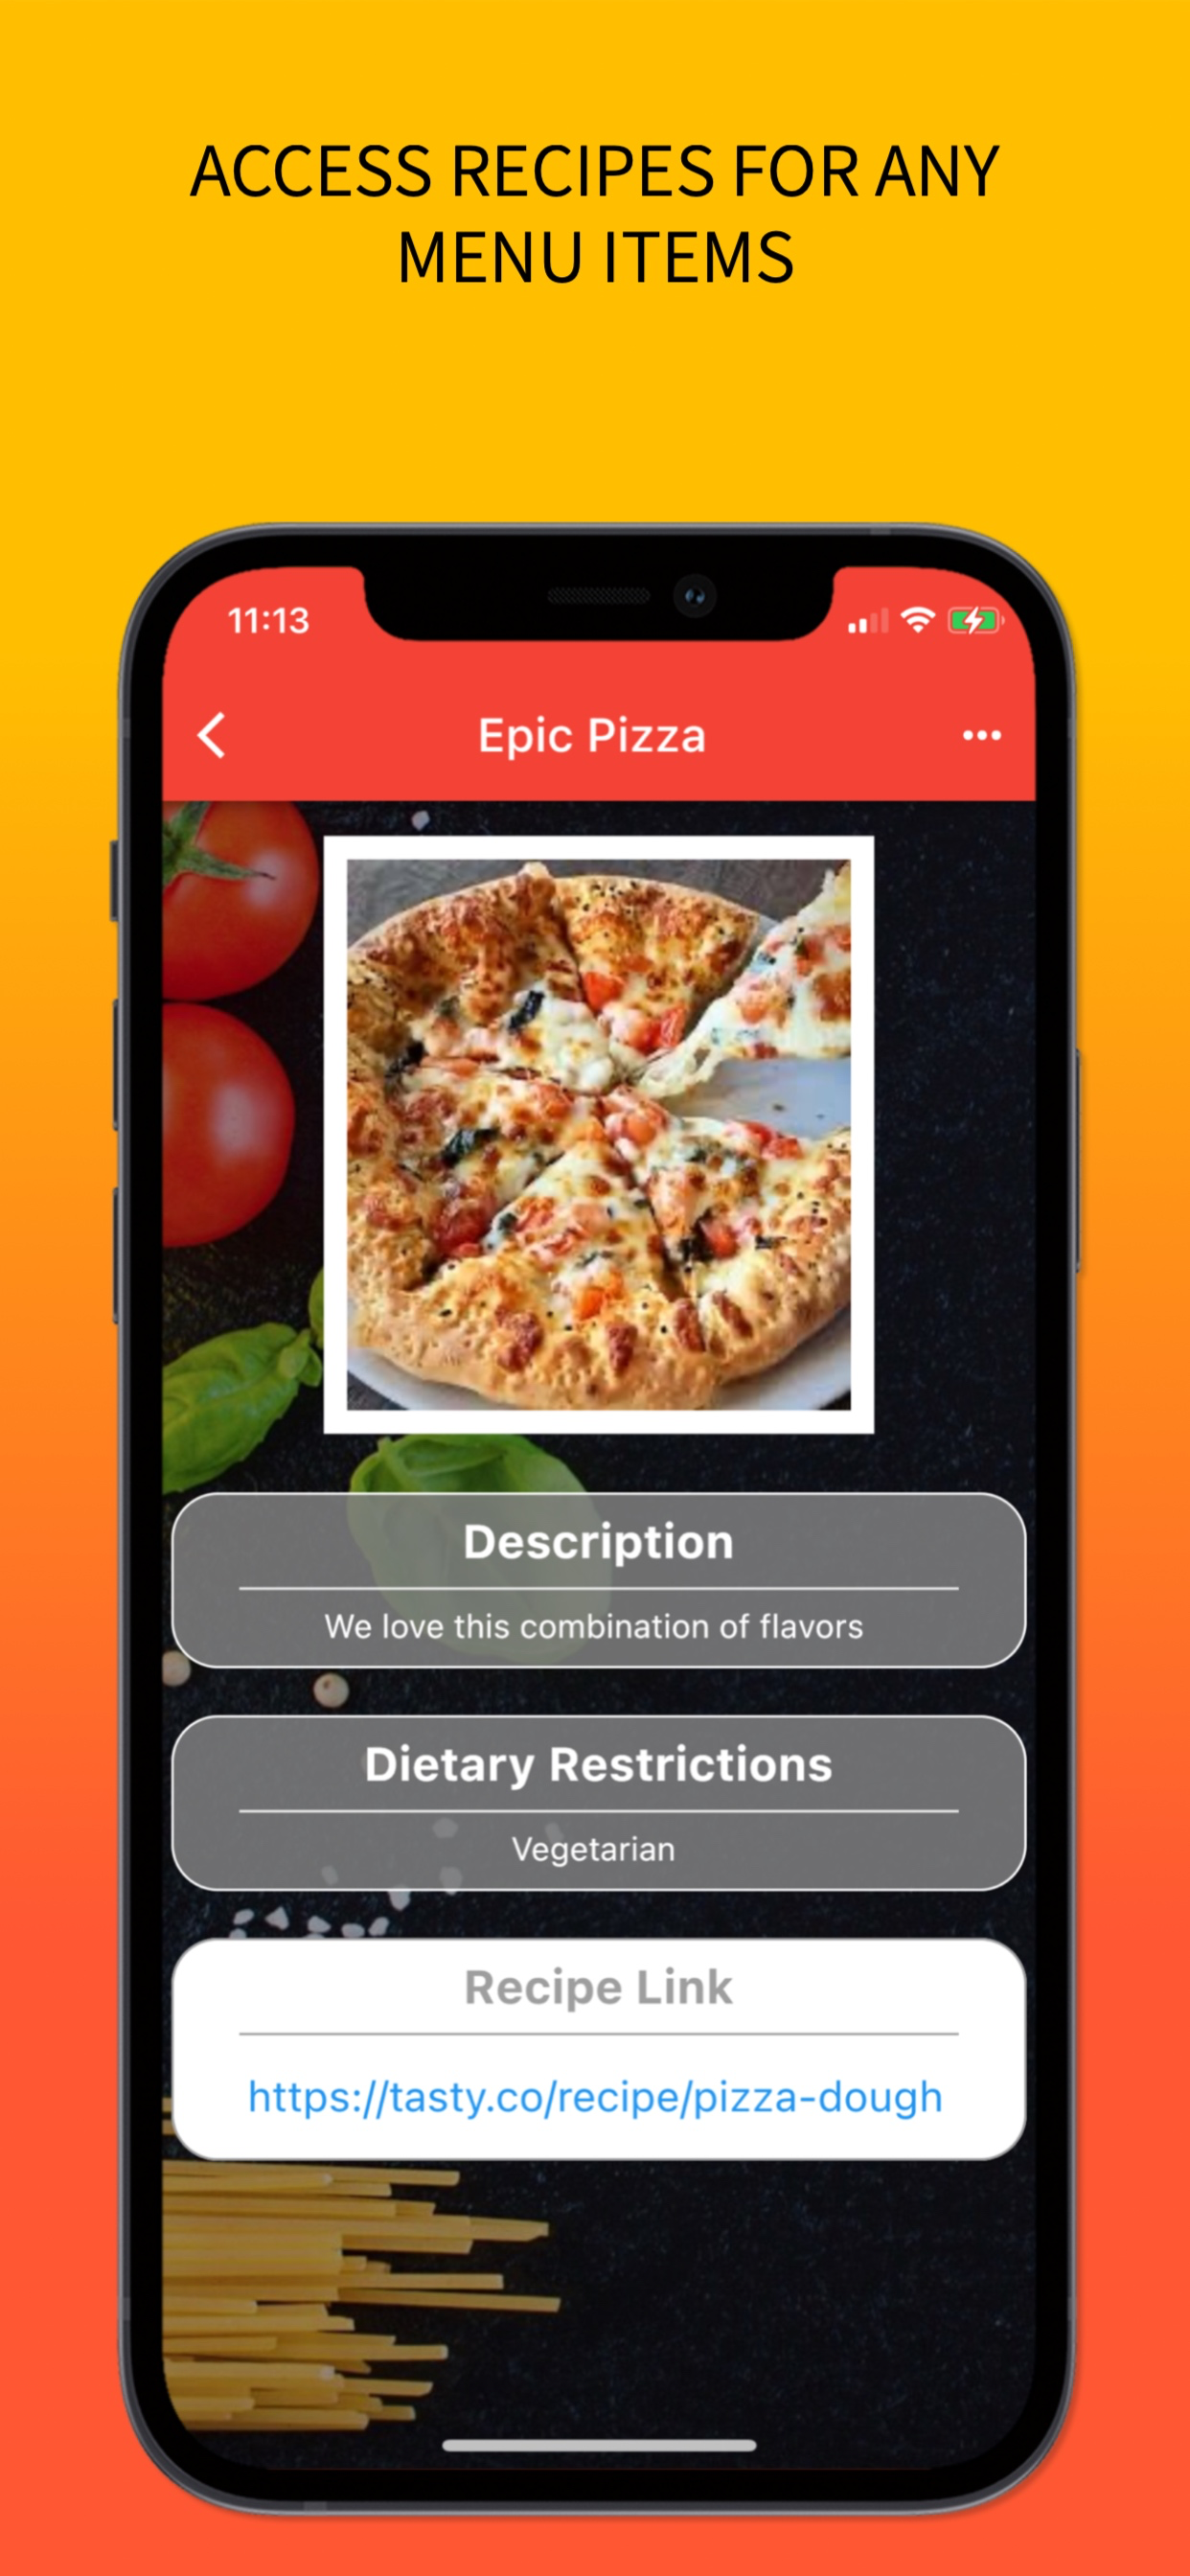 ACCESS RECIPES FOR ANY
MENU ITEMS
11:13
Epic Pizza
Description
We love this combination of flavors
Dietary Restrictions
Vegetarian
Recipe Link
https://tasty.co/recipe/pizza-dough